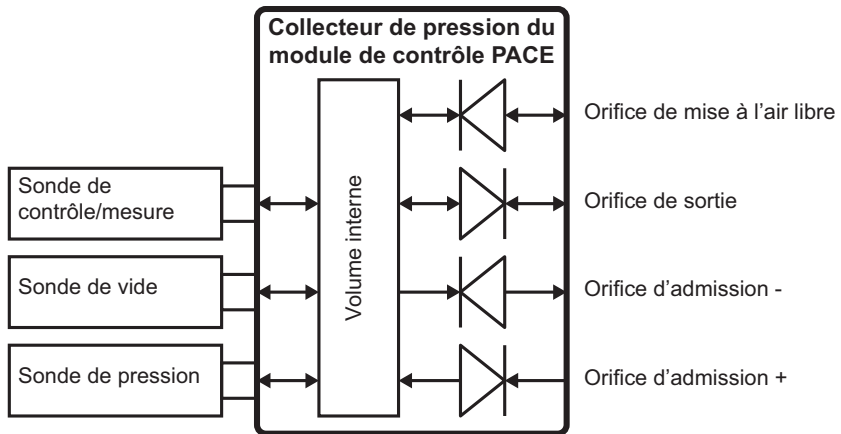 Collecteur de pression du
module de contrôle PACE
Orifice de mise à l’air libre
Sonde de
contrôle/mesure
Volume interne
Orifice de sortie
Sonde de vide
Orifice d’admission -
Sonde de pression
Orifice d’admission +